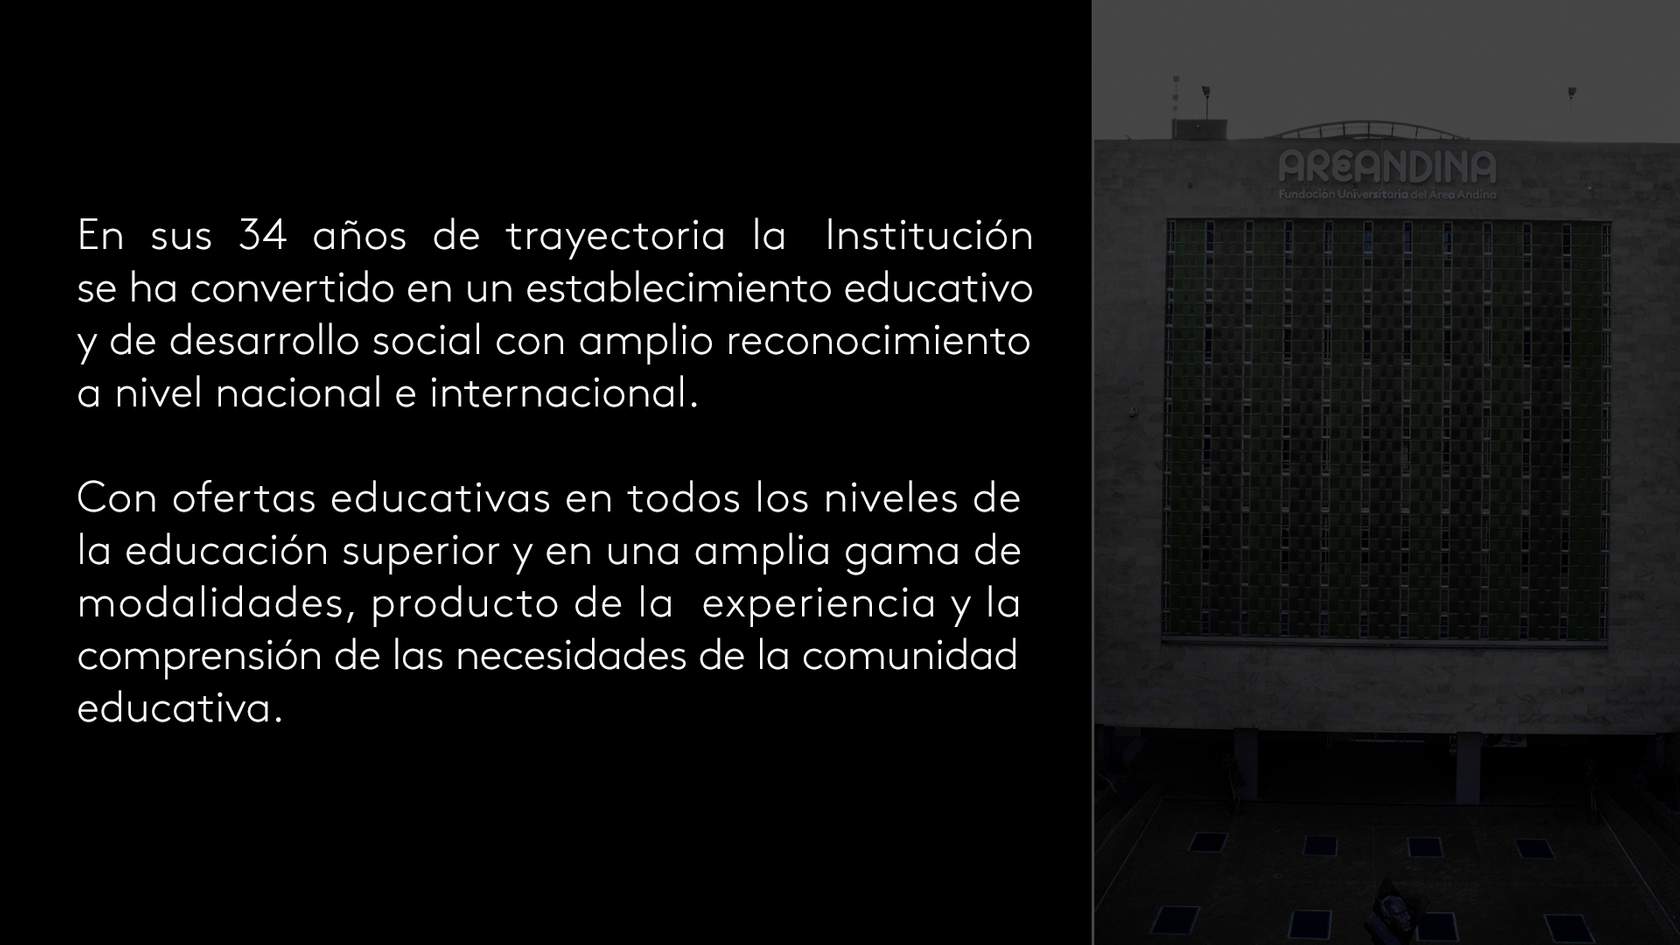 En sus 34 años de trayectoria la Institución
se ha convertido en un establecimiento educativo
y de desarrollo social con amplio reconocimiento
a nivel nacional e internacional.
Con ofertas educativas en todos los niveles de
la educación superior y en una amplia gama de
modalidades, producto de la experiencia y la
comprensión de las necesidades de la comunidad
educativa.
AREANDINA
Fundación Universitaria del Área Andina